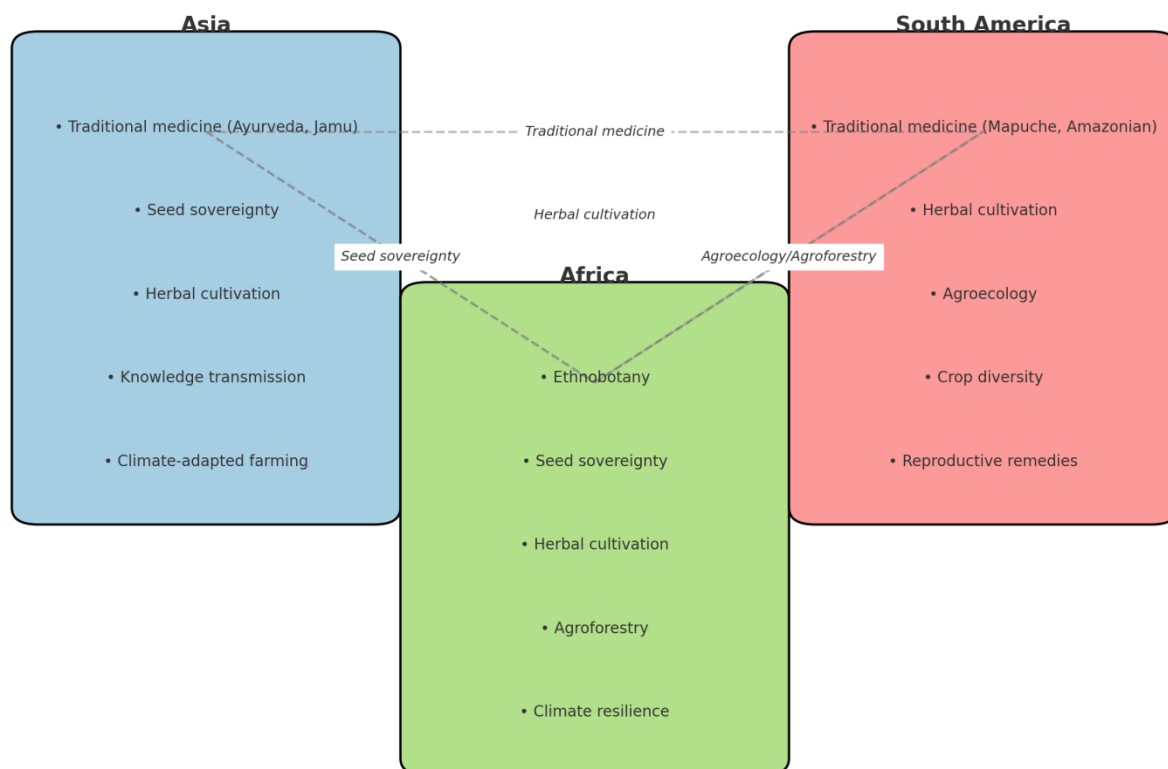 Asia
• Traditional medicine (Ayurveda, Jamu)
• Seed sovereignty
• Herbal cultivation
• Knowledge transmission
• Climate-adapted farming
Traditional medicine
Herbal cultivation
Seed sovereignty
Agroecology/Agroforestry
South America
• Traditional medicine (Mapuche, Amazonian)
• Herbal cultivation
• Agroecology
• Crop diversity
• Reproductive remedies
Africa
• Ethnobotany
• Seed sovereignty
• Herbal cultivation
• Agroforestry
• Climate resilience